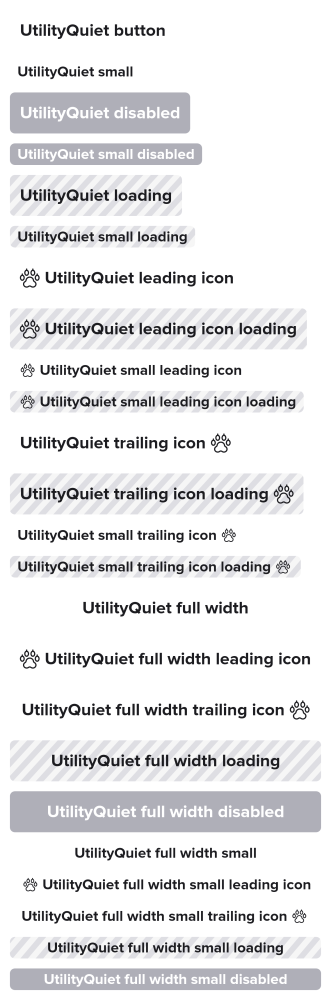 UtilityQuiet button
UtilityQuiet small
UtilityQuiet disabled
UtilityQuiet small disabled
UtilityQuiet loading
UtilityQuiet small loading
UtilityQuiet leading icon
UtilityQuiet leading icon loading
UtilityQuiet small leading icon
UtilityQuiet small leading icon loading
UtilityQuiet trailing icon
UtilityQuiet trailing icon loading
UtilityQuiet small trailing icon
UtilityQuiet small trailing icon loading
UtilityQuiet full width
UtilityQuiet full width leading icon
UtilityQuiet full width trailing icon
UtilityQuiet full width loading
UtilityQuiet full width disabled
UtilityQuiet full width small
UtilityQuiet full width small leading icon
UtilityQuiet full width small trailing icon
UtilityQuiet full width small loading
UtilityQuiet full width small disabled